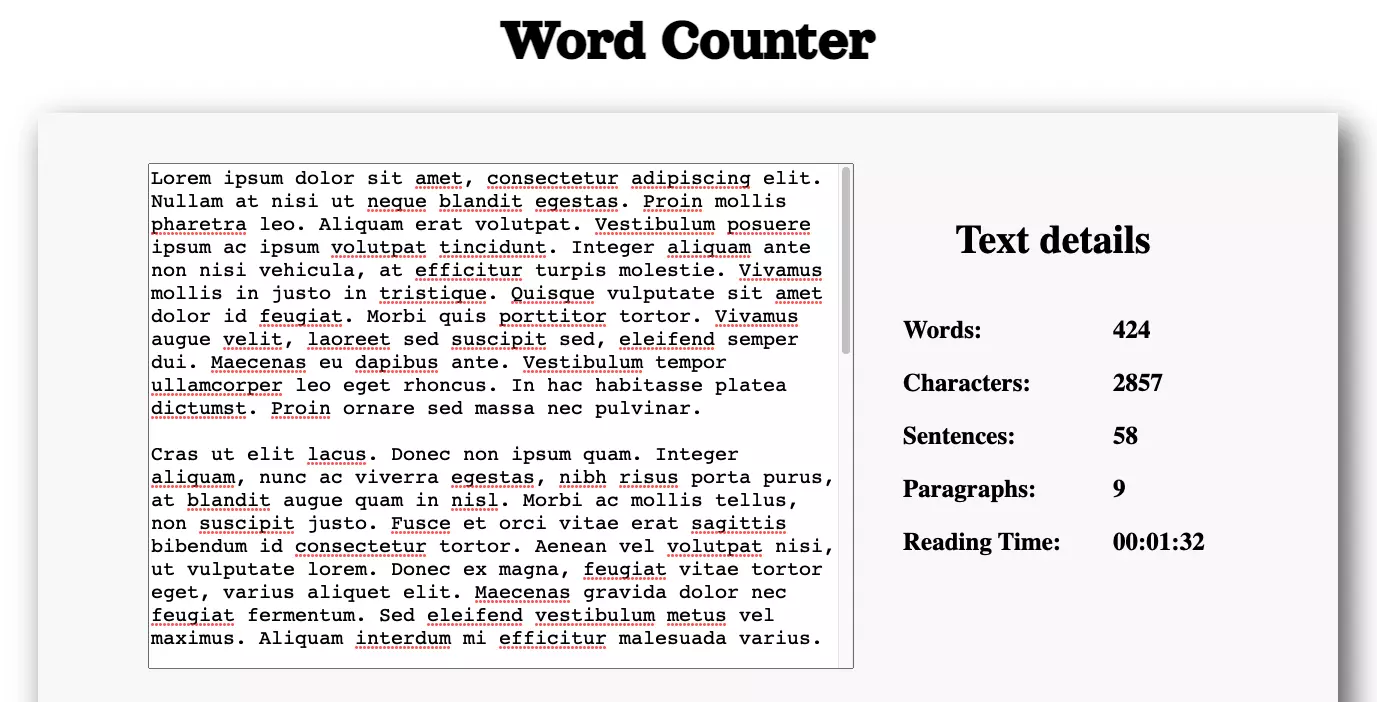 Word Counter
Lorem ipsum dolor sit amet, consectetur adipiscing elit.
Nullam at nisi ut neque blandit egestas. Proin mollis
pharetra leo. Aliquam erat volutpat. Vestibulum posuere
ipsum ac ipsum volutpat tincidunt. Integer aliquam ante
non nisi vehicula, at efficitur turpis molestie. Vivamus
mollis in justo in tristique. Quisque vulputate sit amet
dolor id feugiat. Morbi quis porttitor tortor. Vivamus
augue velit, laoreet sed suscipit sed, eleifend semper
dui. Maecenas eu dapibus ante. Vestibulum tempor
ullamcorper leo eget rhoncus. In hac habitasse platea
dictumst. Proin ornare sed massa nec pulvinar.
Cras ut elit lacus. Donec non ipsum quam. Integer
aliquam, nunc ac viverra egestas, nibh risus porta purus,
at blandit augue quam in nisl. Morbi ac mollis tellus,
non suscipit justo. Fusce et orci vitae erat sagittis
bibendum id consectetur tortor. Aenean vel volutpat nisi,
ut vulputate lorem. Donec ex magna, feugiat vitae tortor
eget, varius aliquet elit. Maecenas gravida dolor nec
feugiat fermentum. Sed eleifend vestibulum metus vel
maximus. Aliquam interdum mi efficitur malesuada varius.
Text details
Words: 424
Characters: 2857
Sentences: 58
Paragraphs: 9
Reading Time: 00:01:32